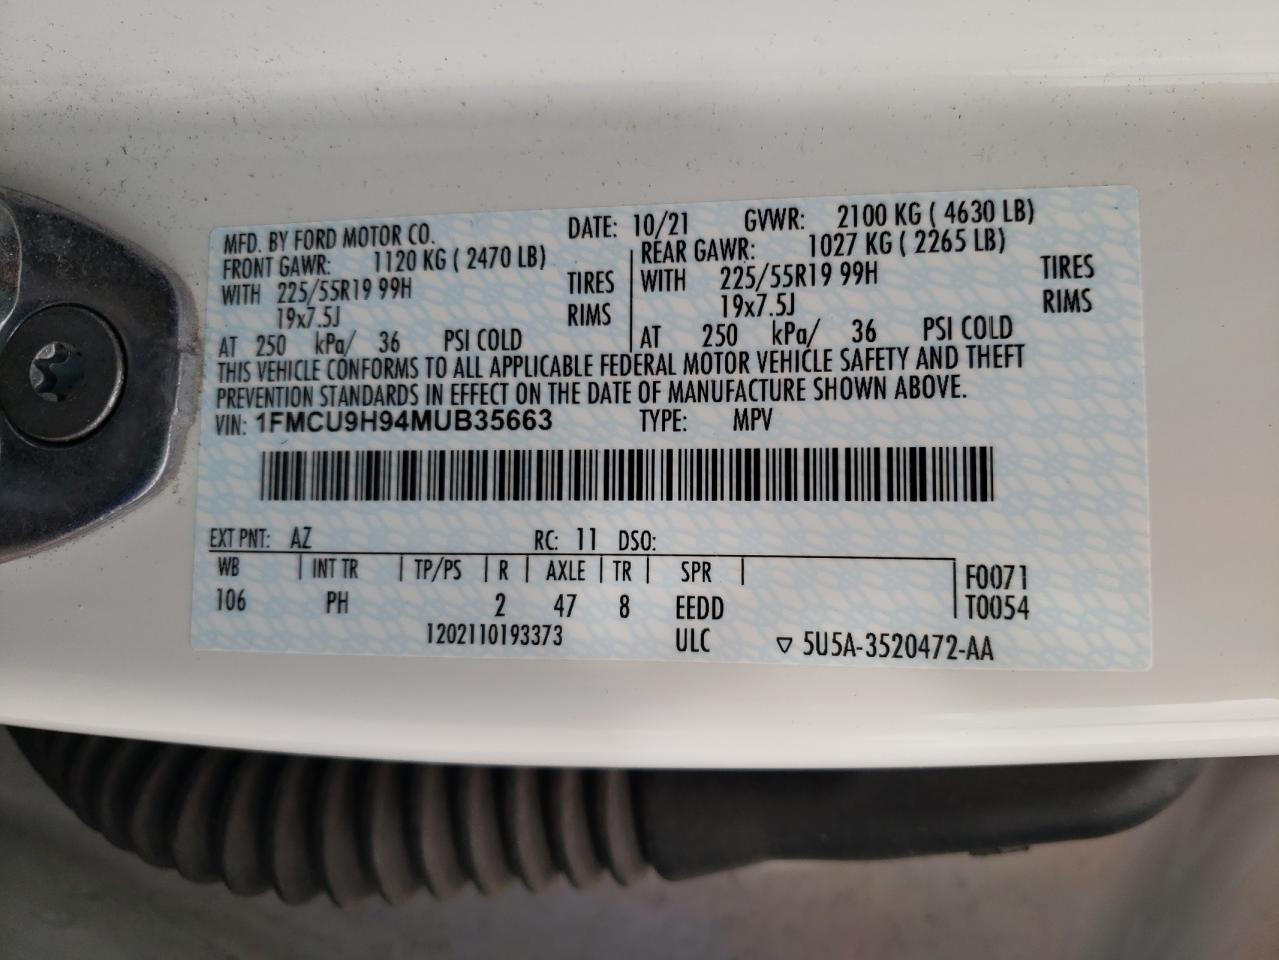 MFD. BY FORD MOTOR CO. DATE: 10/21 GVWR: 2100 KG ( 4630 LB)
FRONT GAWR: 1120 KG ( 2470 LB) REAR GAWR: 1027 KG ( 2265 LB)
WITH 225/55R19 99H TIRES WITH 225/55R19 99H TIRES
19x7.5J RIMS 19x7.5J RIMS
AT 250 kPa/ 36 PSI COLD AT 250 kPa/ 36 PSI COLD
THIS VEHICLE CONFORMS TO ALL APPLICABLE FEDERAL MOTOR VEHICLE SAFETY AND THEFT
PREVENTION STANDARDS IN EFFECT ON THE DATE OF MANUFACTURE SHOWN ABOVE.
VIN: 1FMCU9H94MUB35663 TYPE: MPV
EXT PNT: AZ RC: 11 DSO:
WB INT TR TP/PS R AXLE TR SPR F0071
106 PH 2 47 8 EEDD T0054
1202110193373 ULC ▽ 5U5A-3520472-AA